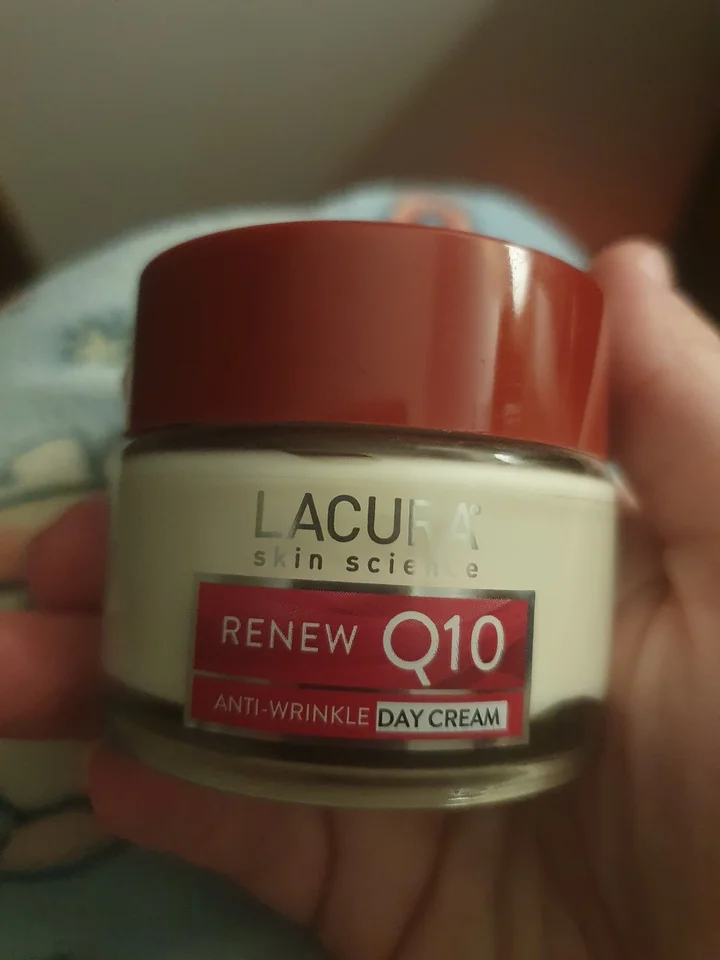 LACURA®
skin science
RENEW Q10
ANTI-WRINKLE DAY CREAM